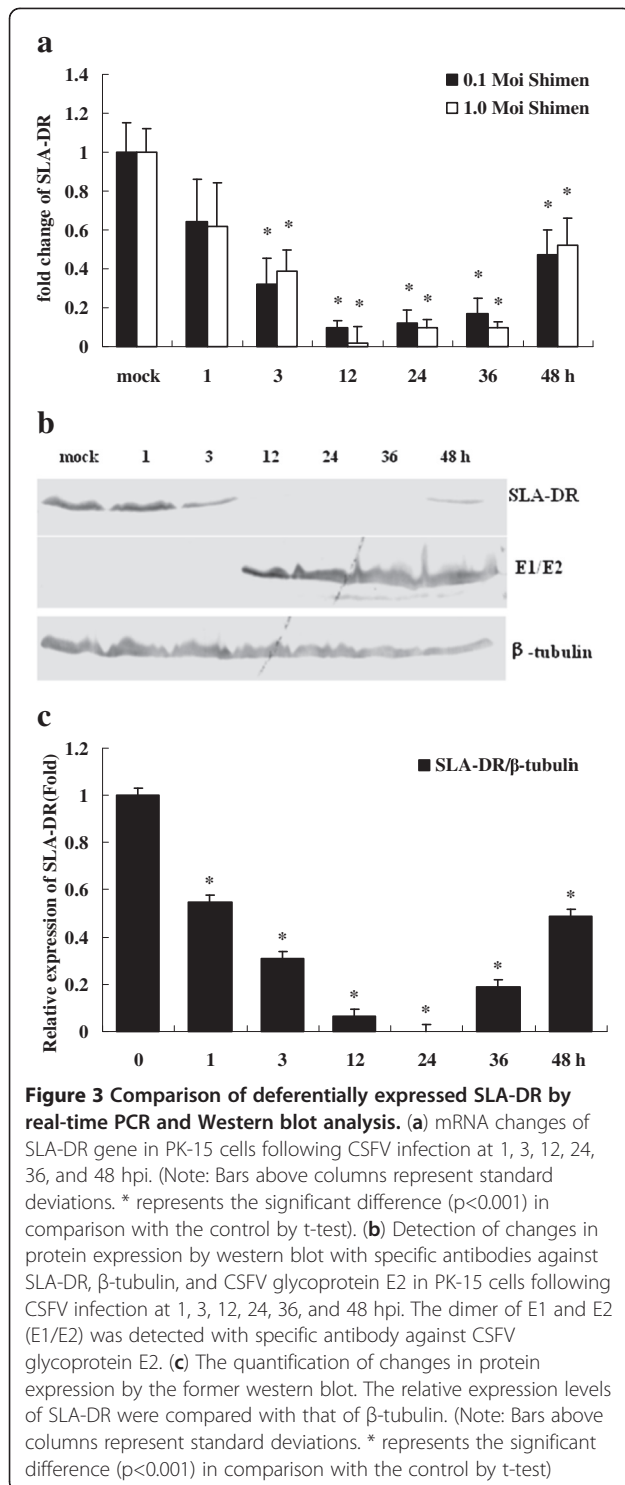 a
1.4
1.2
1
0.8
0.6
0.4
0.2
0
fold change of SLA-DR
0.1 Moi Shimen
1.0 Moi Shimen
* *
* *
* *
* *
* *
mock 1 3 12 24 36 48 h
b
mock 1 3 12 24 36 48 h
SLA-DR
E1/E2
β-tubulin
c
1.2
1
0.8
0.6
0.4
0.2
0
Relative expression of SLA-DR(Fold)
SLA-DR/β-tubulin
* * * * * *
0 1 3 12 24 36 48 h
Figure 3 Comparison of deferentially expressed SLA-DR by
real-time PCR and Western blot analysis. (a) mRNA changes of
SLA-DR gene in PK-15 cells following CSFV infection at 1, 3, 12, 24,
36, and 48 hpi. (Note: Bars above columns represent standard
deviations. * represents the significant difference (p<0.001) in
comparison with the control by t-test). (b) Detection of changes in
protein expression by western blot with specific antibodies against
SLA-DR, β-tubulin, and CSFV glycoprotein E2 in PK-15 cells following
CSFV infection at 1, 3, 12, 24, 36, and 48 hpi. The dimer of E1 and E2
(E1/E2) was detected with specific antibody against CSFV
glycoprotein E2. (c) The quantification of changes in protein
expression by the former western blot. The relative expression levels
of SLA-DR were compared with that of β-tubulin. (Note: Bars above
columns represent standard deviations. * represents the significant
difference (p<0.001) in comparison with the control by t-test)